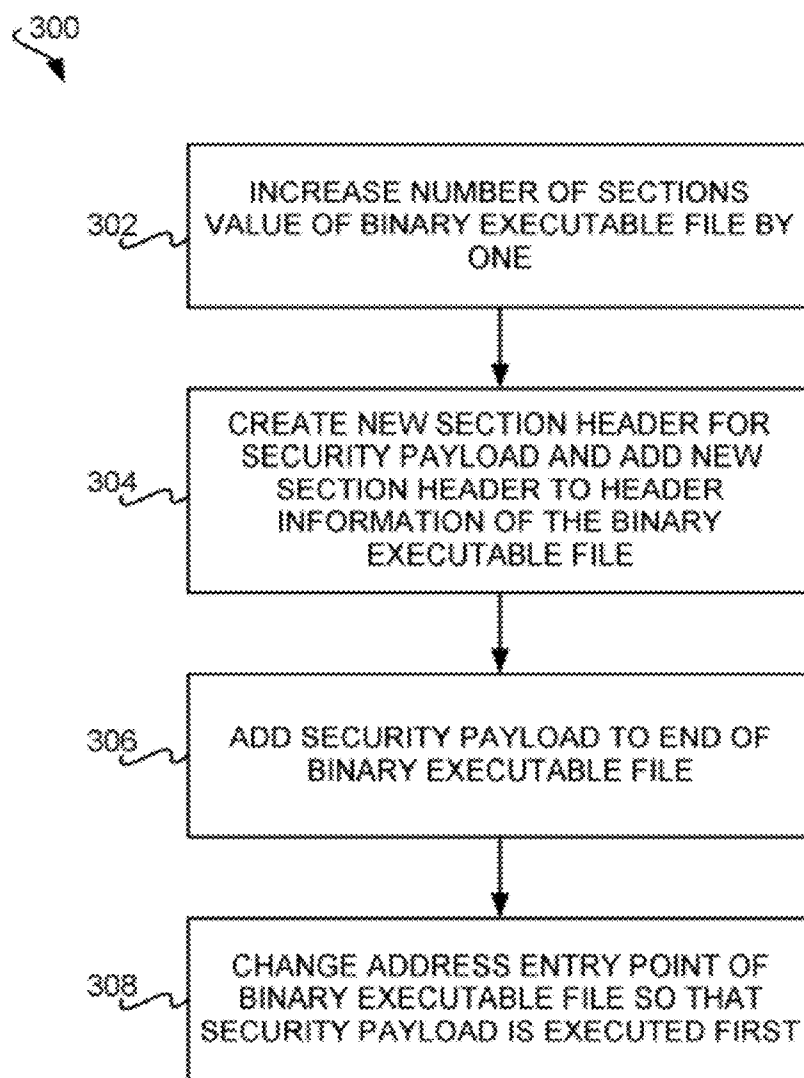 300
302
INCREASE NUMBER OF SECTIONS
VALUE OF BINARY EXECUTABLE FILE BY
ONE
304
CREATE NEW SECTION HEADER FOR
SECURITY PAYLOAD AND ADD NEW
SECTION HEADER TO HEADER
INFORMATION OF THE BINARY
EXECUTABLE FILE
306
ADD SECURITY PAYLOAD TO END OF
BINARY EXECUTABLE FILE
308
CHANGE ADDRESS ENTRY POINT OF
BINARY EXECUTABLE FILE SO THAT
SECURITY PAYLOAD IS EXECUTED FIRST